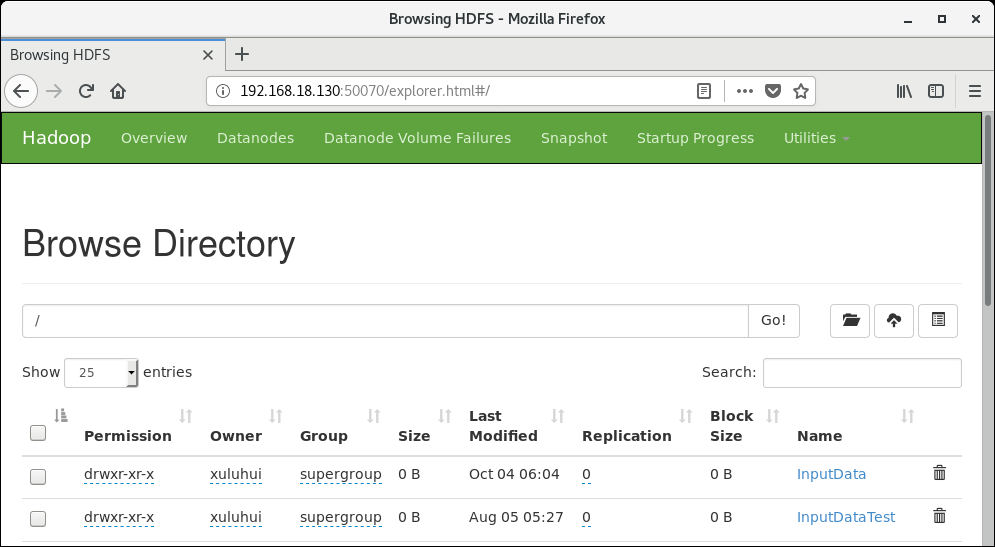 Browsing HDFS - Mozilla Firefox
Browsing HDFS
192.168.18.130:50070/explorer.html#/
Hadoop Overview Datanodes Datanode Volume Failures Snapshot Startup Progress Utilities
Browse Directory
/ Go!
Show 25 entries Search:
Permission Owner Group Size Last Modified Replication Block Size Name
drwxr-xr-x xuluhui supergroup 0 B Oct 04 06:04 0 0 B InputData
drwxr-xr-x xuluhui supergroup 0 B Aug 05 05:27 0 0 B InputDataTest